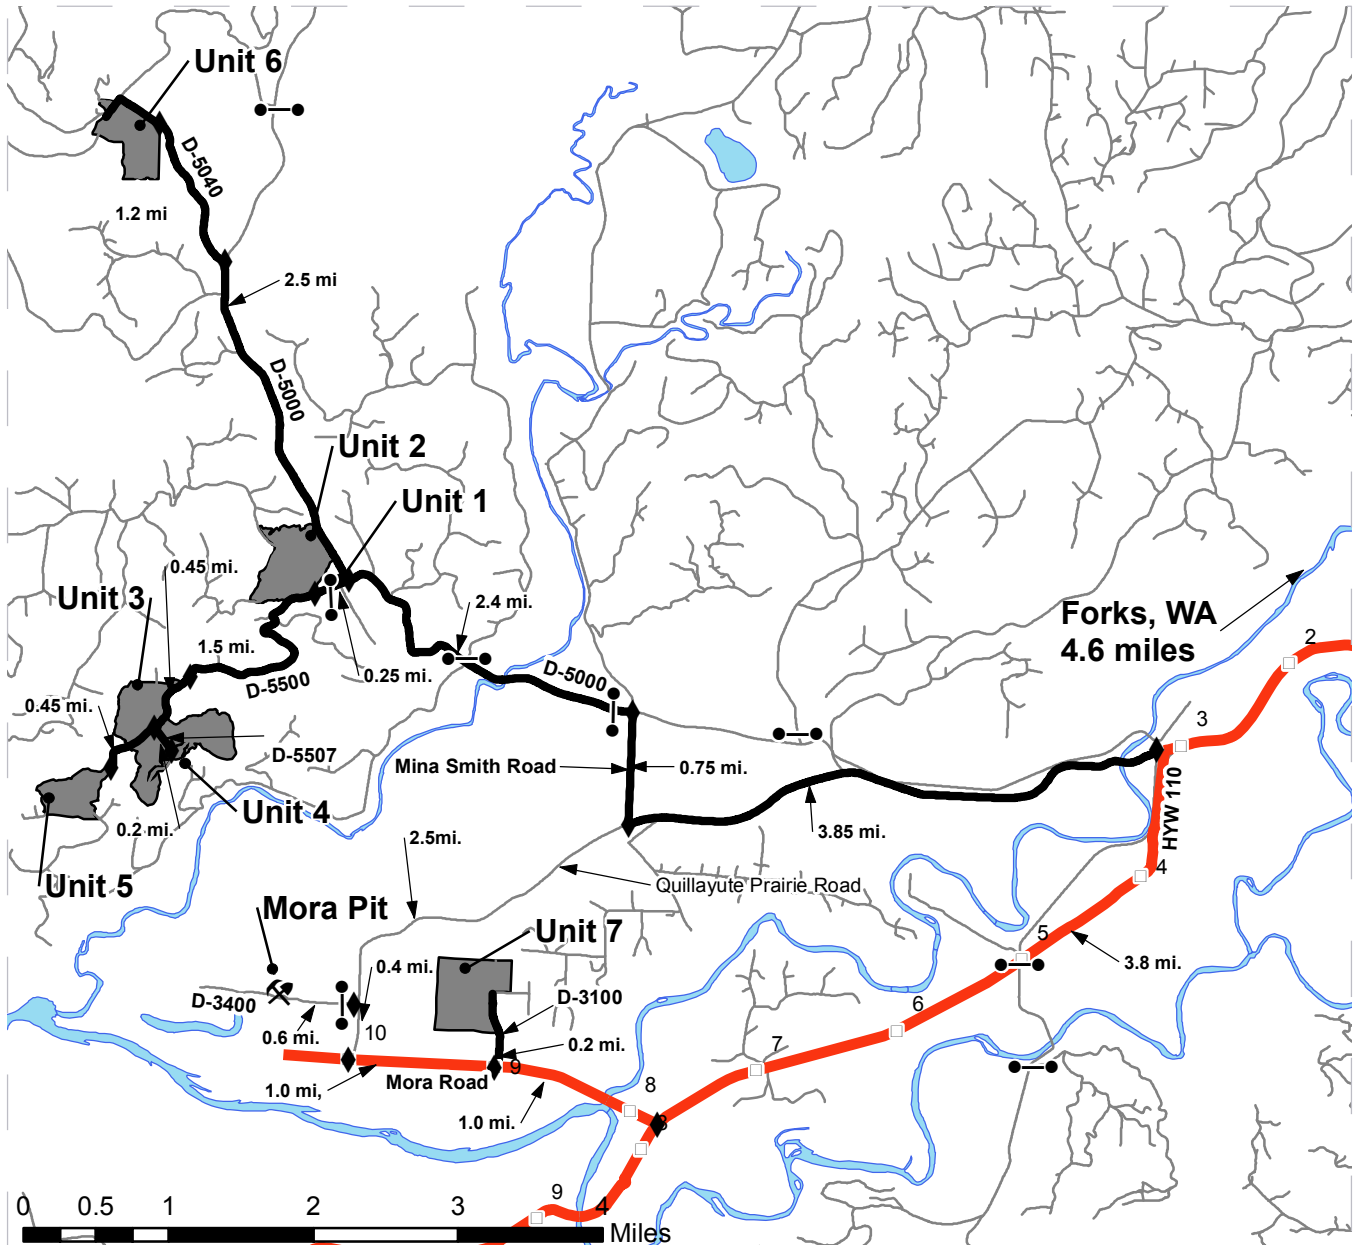 Unit 6
D-5040
1.2 mi
2.5 mi
D-5000
Unit 2
Unit 1
0.45 mi.
Unit 3
2.4 mi.
Forks, WA
4.6 miles
2
1.5 mi.
D-5500
0.25 mi.
D-5000
0.45 mi.
3
D-5507
Mina Smith Road
0.75 mi.
HYW 110
Unit 4
0.2 mi.
2.5mi.
3.85 mi.
4
Unit 5
Quillayute Prairie Road
Mora Pit
Unit 7
5
0.4 mi.
3.8 mi.
D-3400
D-3100
6
0.6 mi.
10
0.2 mi.
7
9
Mora Road
1.0 mi,
8
1.0 mi.
8
9
0 0.5 1 2 3 4
Miles